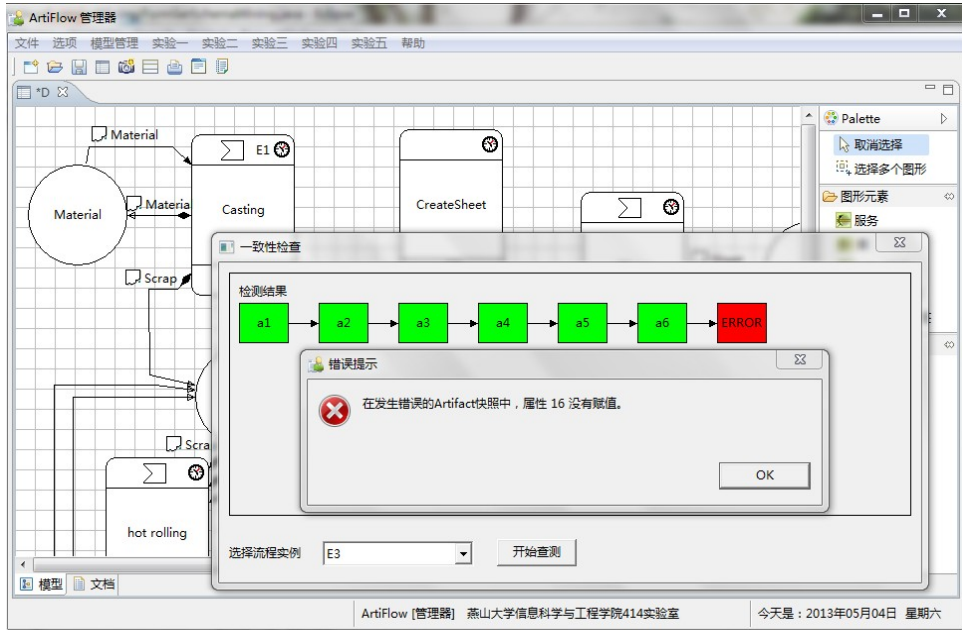 ArtiFlow 管理器
文件 选项 模型管理 实验一 实验二 实验三 实验四 实验五 帮助
*D
Material
E1
Material
Materia
Casting
CreateSheet
Scrap
Scra
hot rolling
Palette
取消选择
选择多个图形
图形元素
服务
一致性检查
检测结果
a1 a2 a3 a4 a5 a6 ERROR
错误提示
在发生错误的Artifact快照中，属性 16 没有赋值。
OK
选择流程实例 E3 开始查测
模型 文档
ArtiFlow [管理器] 燕山大学信息科学与工程学院414实验室 今天是：2013年05月04日 星期六